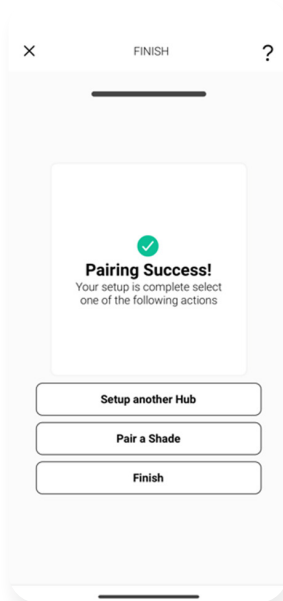 FINISH
?
Pairing Success!
Your setup is complete select
one of the following actions
Setup another Hub
Pair a Shade
Finish